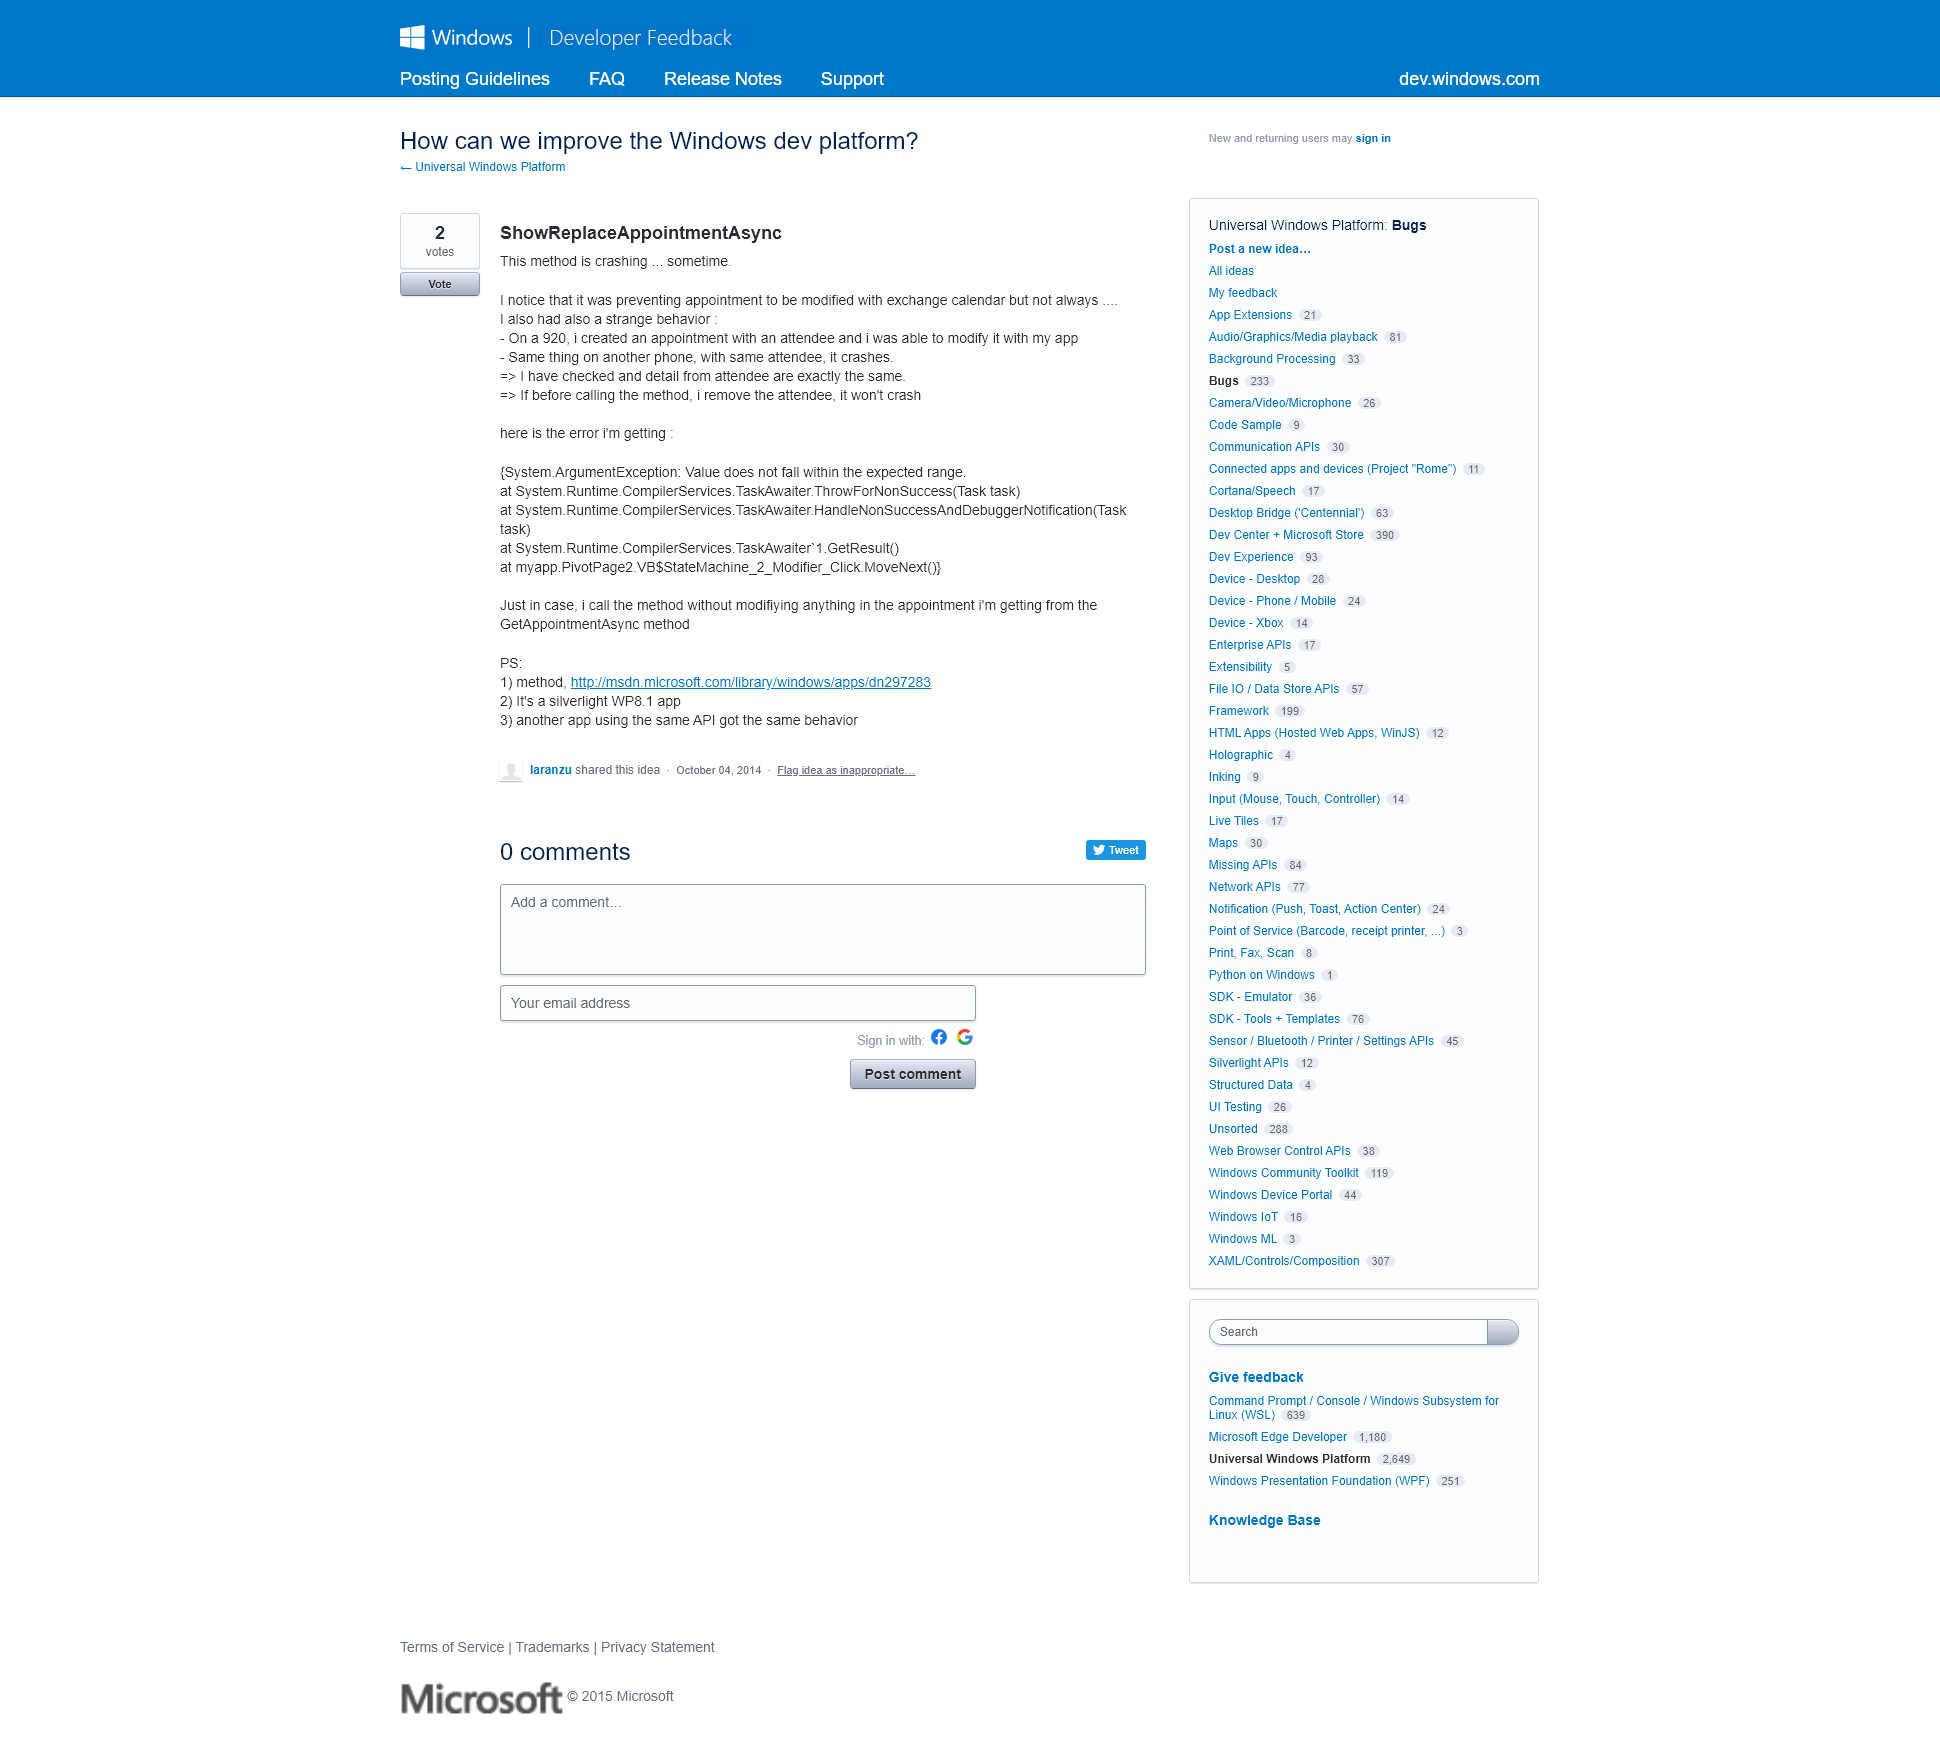 Windows | Developer Feedback
Posting Guidelines FAQ Release Notes Support dev.windows.com
How can we improve the Windows dev platform?
← Universal Windows Platform
New and returning users may sign in
2
votes
Vote
ShowReplaceAppointmentAsync
This method is crashing ... sometime.
I notice that it was preventing appointment to be modified with exchange calendar but not always ....
I also had also a strange behavior :
- On a 920, i created an appointment with an attendee and i was able to modify it with my app
- Same thing on another phone, with same attendee, it crashes.
=> I have checked and detail from attendee are exactly the same.
=> If before calling the method, i remove the attendee, it won't crash
here is the error i'm getting :
{System.ArgumentException: Value does not fall within the expected range.
at System.Runtime.CompilerServices.TaskAwaiter.ThrowForNonSuccess(Task task)
at System.Runtime.CompilerServices.TaskAwaiter.HandleNonSuccessAndDebuggerNotification(Task
task)
at System.Runtime.CompilerServices.TaskAwaiter`1.GetResult()
at myapp.PivotPage2.VB$StateMachine_2_Modifier_Click.MoveNext()}
Just in case, i call the method without modifiying anything in the appointment i'm getting from the
GetAppointmentAsync method
PS:
1) method, http://msdn.microsoft.com/library/windows/apps/dn297283
2) It's a silverlight WP8.1 app
3) another app using the same API got the same behavior
laranzu shared this idea · October 04, 2014 · Flag idea as inappropriate…
0 comments
Tweet
Add a comment…
Your email address
Sign in with:
Post comment
Universal Windows Platform: Bugs
Post a new idea…
All ideas
My feedback
App Extensions 21
Audio/Graphics/Media playback 81
Background Processing 33
Bugs 233
Camera/Video/Microphone 26
Code Sample 9
Communication APIs 30
Connected apps and devices (Project "Rome") 11
Cortana/Speech 17
Desktop Bridge ('Centennial') 63
Dev Center + Microsoft Store 390
Dev Experience 93
Device - Desktop 28
Device - Phone / Mobile 24
Device - Xbox 14
Enterprise APIs 17
Extensibility 5
File IO / Data Store APIs 57
Framework 199
HTML Apps (Hosted Web Apps, WinJS) 12
Holographic 4
Inking 9
Input (Mouse, Touch, Controller) 14
Live Tiles 17
Maps 30
Missing APIs 84
Network APIs 77
Notification (Push, Toast, Action Center) 24
Point of Service (Barcode, receipt printer, ...) 3
Print, Fax, Scan 8
Python on Windows 1
SDK - Emulator 36
SDK - Tools + Templates 76
Sensor / Bluetooth / Printer / Settings APIs 45
Silverlight APIs 12
Structured Data 4
UI Testing 26
Unsorted 288
Web Browser Control APIs 38
Windows Community Toolkit 119
Windows Device Portal 44
Windows IoT 16
Windows ML 3
XAML/Controls/Composition 307
Search
Give feedback
Command Prompt / Console / Windows Subsystem for
Linux (WSL) 639
Microsoft Edge Developer 1,180
Universal Windows Platform 2,649
Windows Presentation Foundation (WPF) 251
Knowledge Base
Terms of Service | Trademarks | Privacy Statement
Microsoft © 2015 Microsoft